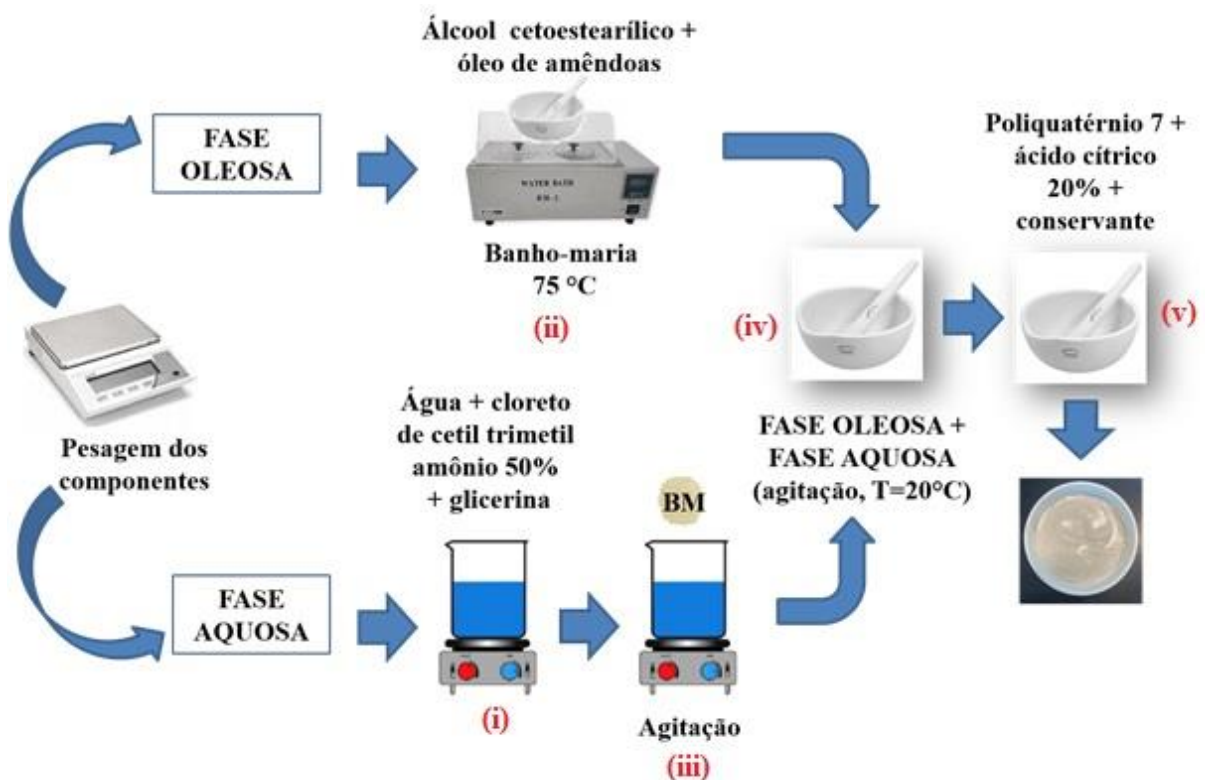 Álcool cetoestearílico +
óleo de amêndoas
FASE
OLEOSA
WATER BATH
Banho-maria
75 °C
(ii)
Poliquatérnio 7 +
ácido cítrico
20% +
conservante
(iv)
(v)
Pesagem dos
componentes
Água + cloreto
de cetil trimetil
amônio 50%
+ glicerina
BM
FASE OLEOSA +
FASE AQUOSA
(agitação, T=20°C)
FASE
AQUOSA
(i)
Agitação
(iii)